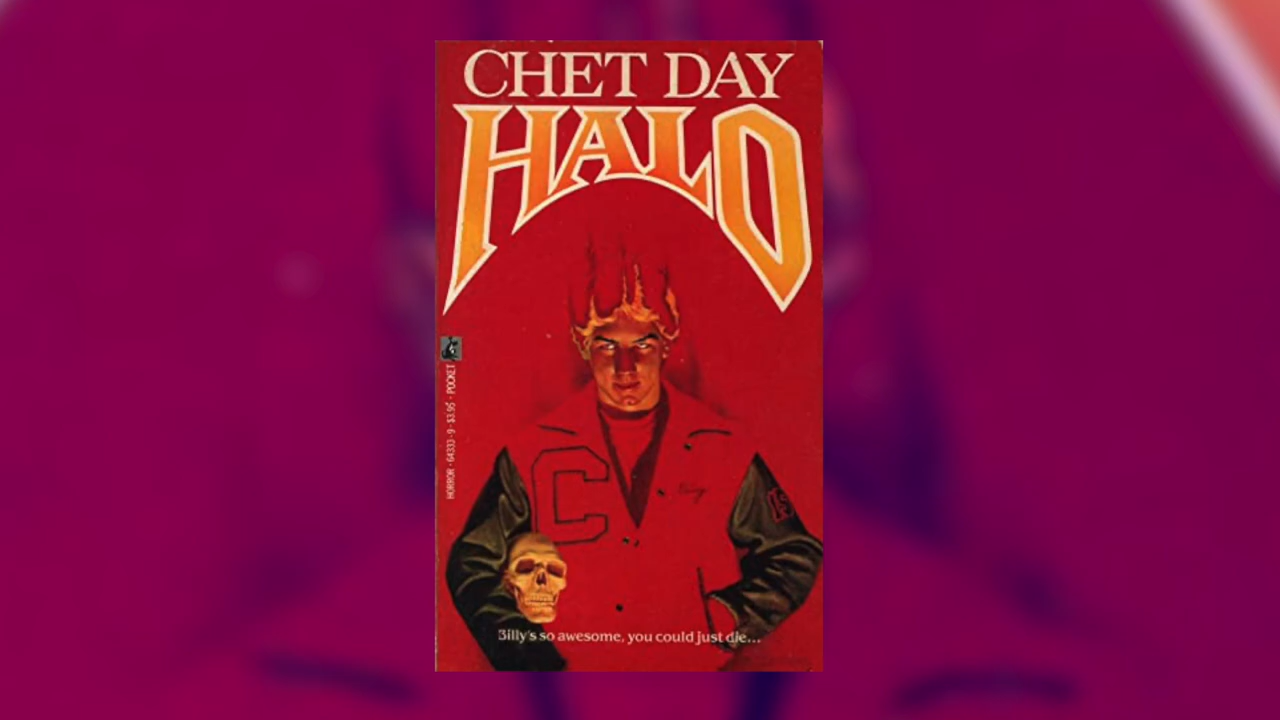 CHET DAY
HALO
HORROR · 64333-9 · $3.95 · POCKET
C
Billy's so awesome, you could just die...